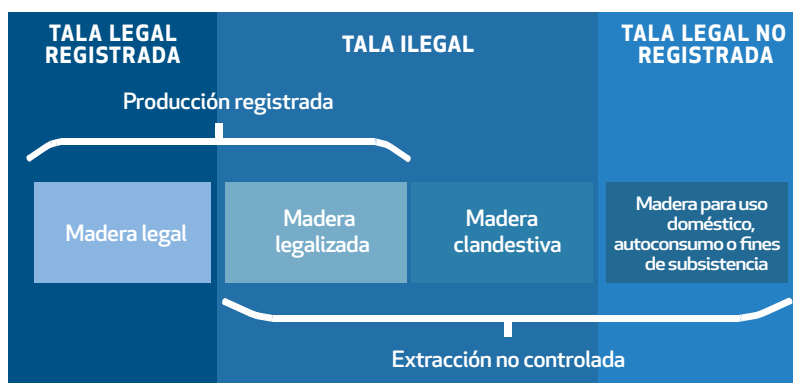 TALA LEGAL
REGISTRADA
TALA ILEGAL
TALA LEGAL NO
REGISTRADA
Producción registrada
Madera legal
Madera
legalizada
Madera
clandestiva
Madera para uso
doméstico,
autoconsumo o fines
de subsistencia
Extracción no controlada